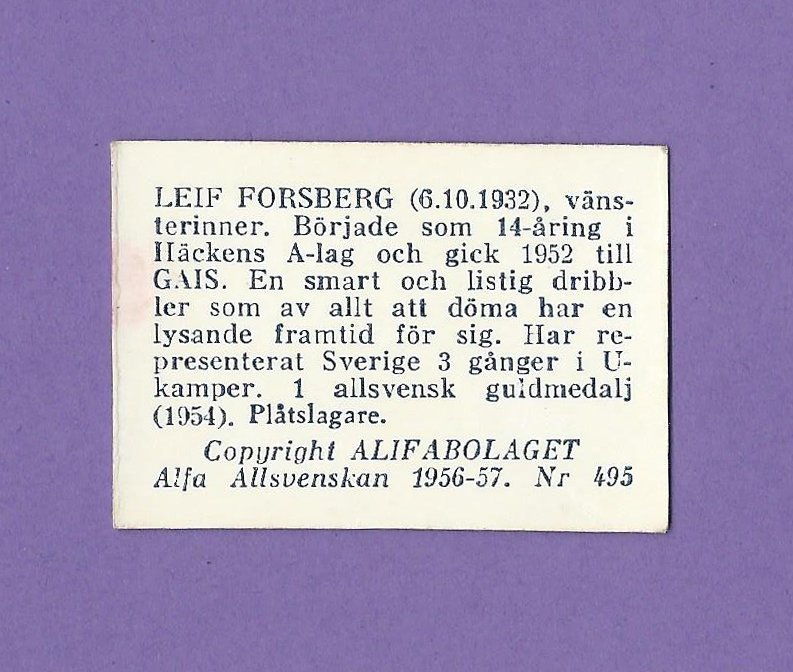 LEIF FORSBERG (6.10.1932), väns-
terinner. Började som 14-åring i
Häckens A-lag och gick 1952 till
GAIS. En smart och listig dribb-
ler som av allt att döma har en
lysande framtid för sig. Har re-
presenterat Sverige 3 gånger i U-
kamper. 1 allsvensk guldmedalj
(1954). Plåtslagare.
Copyright ALIFABOLAGET
Alfa Allsvenskan 1956-57. Nr 495